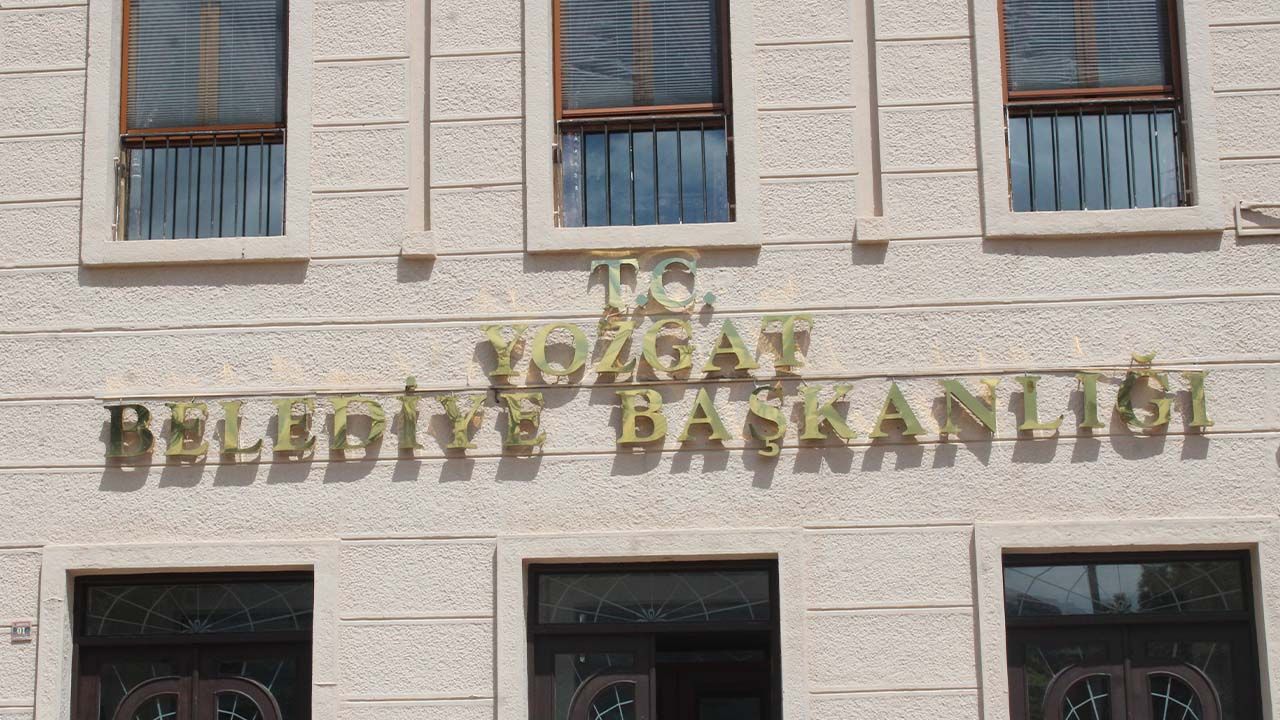 T.C.
YOZGAT
BELEDİYE BAŞKANLIĞI